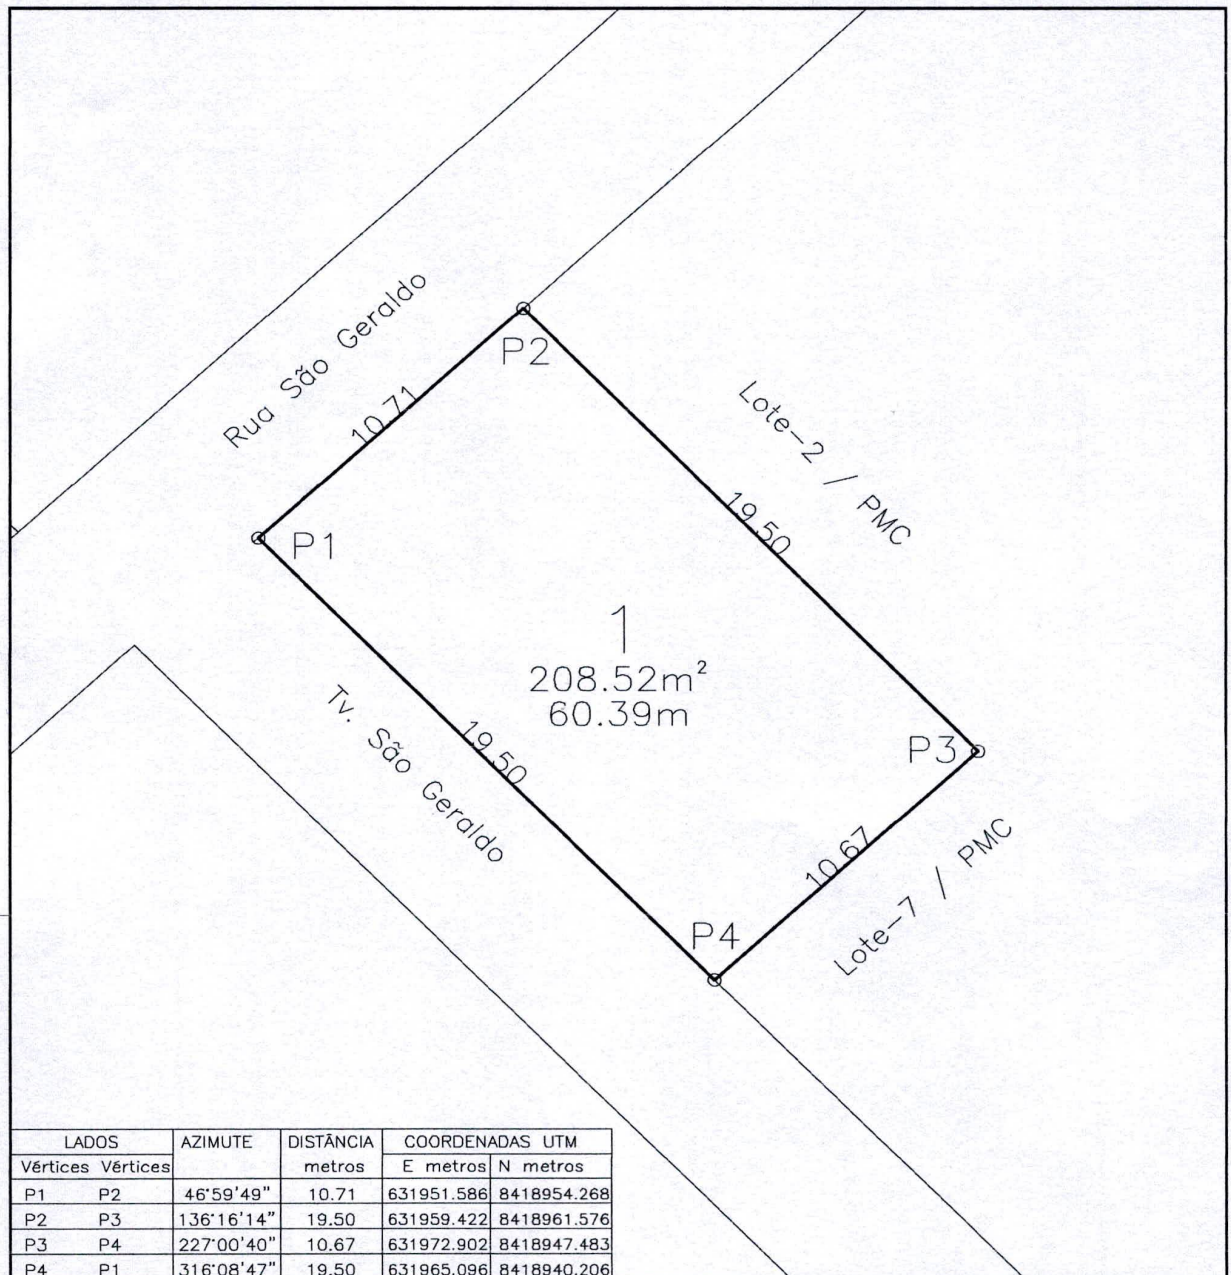 Rua São Geraldo
10.71
P2
Lote-2 / PMC
19.50
P1
1
208.52m²
60.39m
Tv. São Geraldo
19.50
P3
10.67
Lote-7 / PMC
P4
LADOS AZIMUTE DISTÂNCIA COORDENADAS UTM
Vértices Vértices metros E metros N metros
P1 P2 46°59'49" 10.71 631951.586 8418954.268
P2 P3 136°16'14" 19.50 631959.422 8418961.576
P3 P4 227°00'40" 10.67 631972.902 8418947.483
P4 P1 316°08'47" 19.50 631965.096 8418940.206